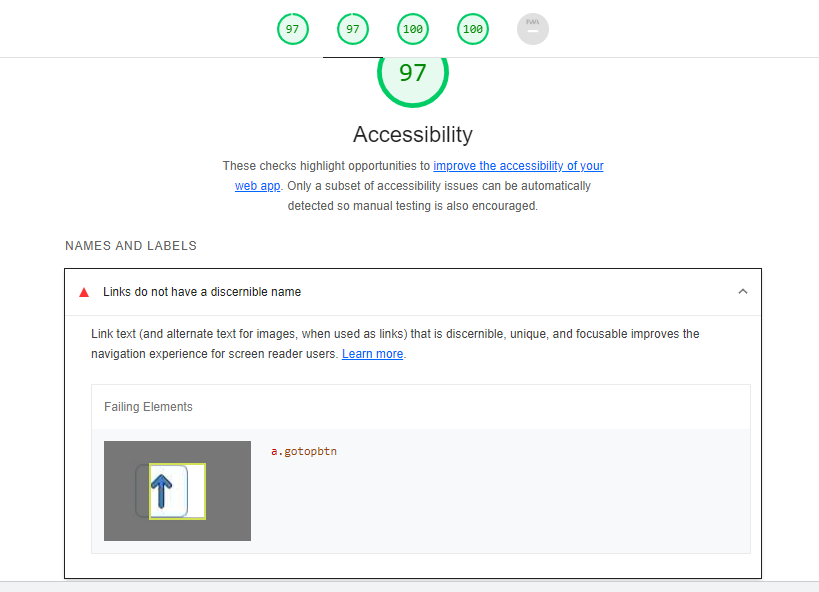 97
97
100
100
PWA
97
Accessibility
These checks highlight opportunities to improve the accessibility of your
web app. Only a subset of accessibility issues can be automatically
detected so manual testing is also encouraged.
NAMES AND LABELS
Links do not have a discernible name
Link text (and alternate text for images, when used as links) that is discernible, unique, and focusable improves the
navigation experience for screen reader users. Learn more.
Failing Elements
a.gotopbtn